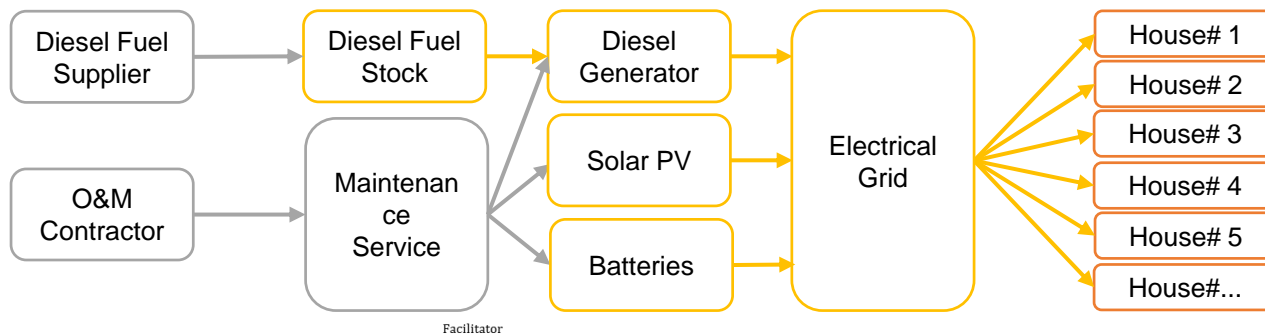 Diesel Fuel
Supplier
Diesel Fuel
Stock
Diesel
Generator
O&M
Contractor
Maintenan
ce
Service
Solar PV
Batteries
Electrical
Grid
House# 1
House# 2
House# 3
House# 4
House# 5
House#...
Facilitator